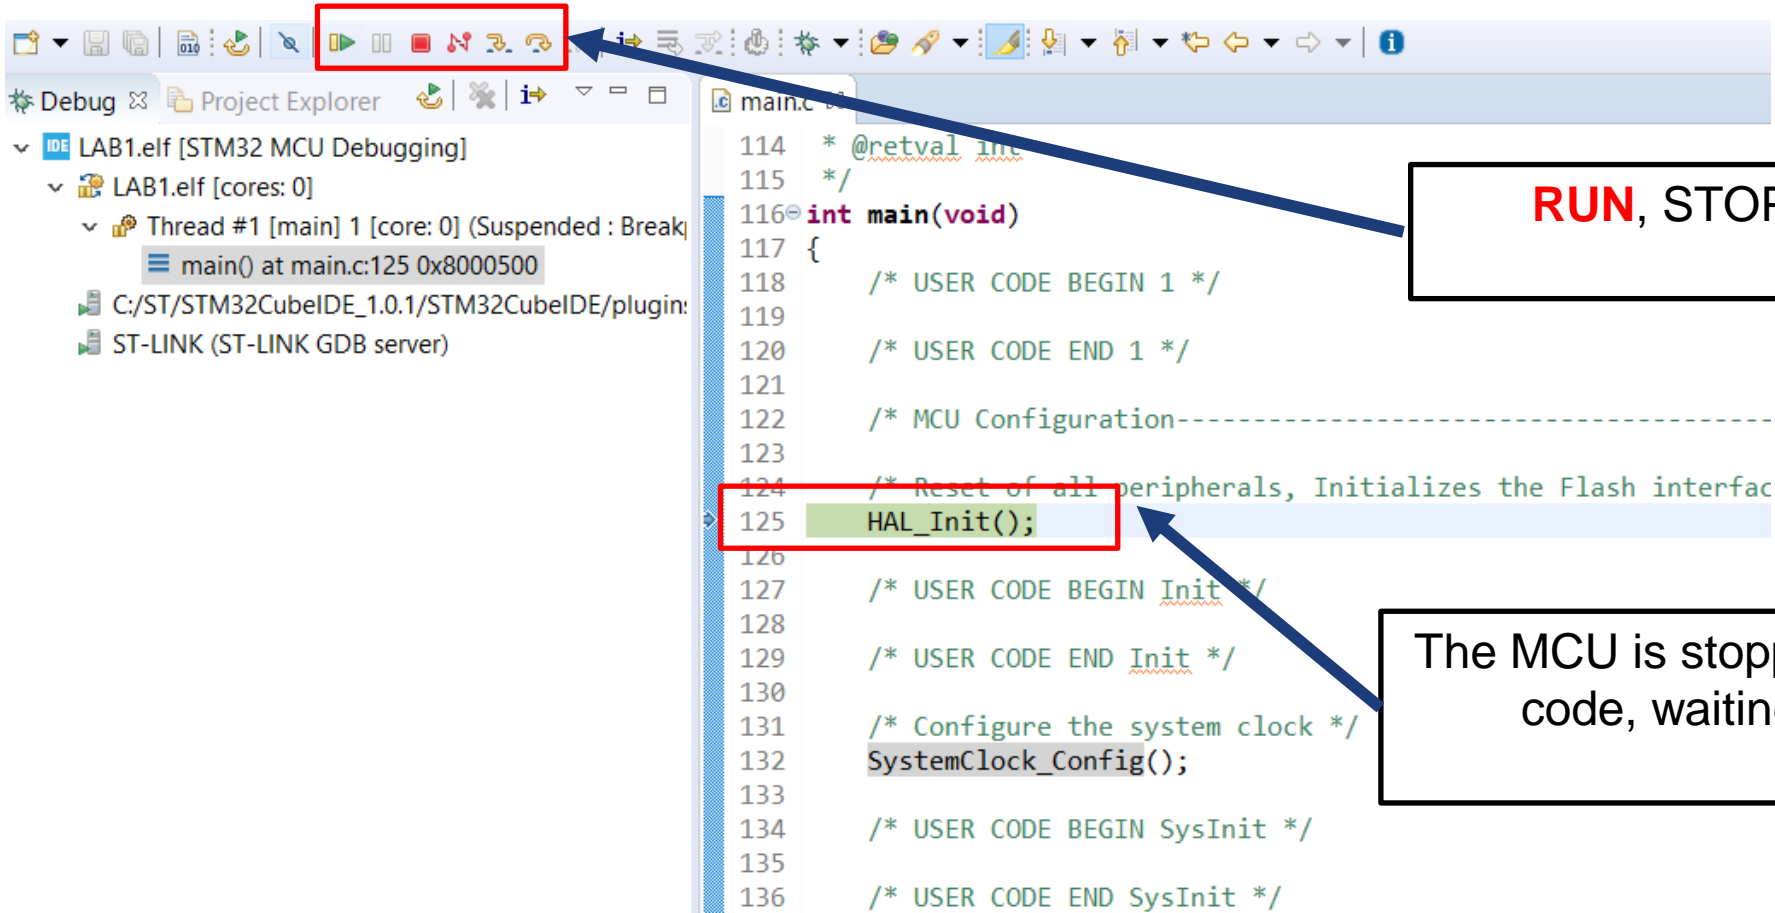 Debug Project Explorer
LAB1.elf [STM32 MCU Debugging]
LAB1.elf [cores: 0]
Thread #1 [main] 1 [core: 0] (Suspended : Break
main() at main.c:125 0x8000500
C:/ST/STM32CubeIDE_1.0.1/STM32CubeIDE/plugin
ST-LINK (ST-LINK GDB server)
main.c
114 * @retval int
115 */
116 int main(void)
117 {
118 /* USER CODE BEGIN 1 */
119
120 /* USER CODE END 1 */
121
122 /* MCU Configuration--------------------------------------
123
124 /* Reset of all peripherals, Initializes the Flash interfac
125 HAL_Init();
126
127 /* USER CODE BEGIN Init */
128
129 /* USER CODE END Init */
130
131 /* Configure the system clock */
132 SystemClock_Config();
133
134 /* USER CODE BEGIN SysInit */
135
136 /* USER CODE END SysInit */
RUN, STOP
The MCU is stopp
code, waitin